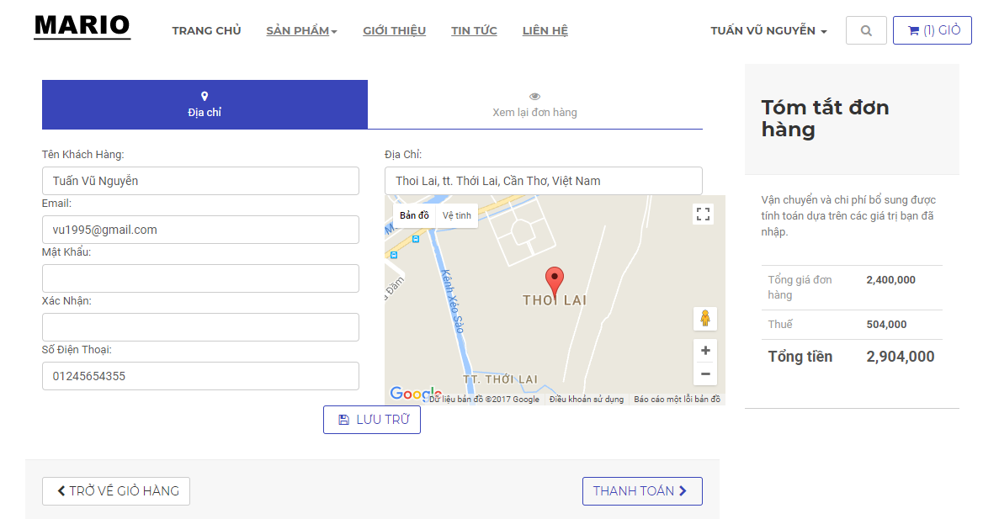 MARIO
TRANG CHỦ
SẢN PHẨM
GIỚI THIỆU
TIN TỨC
LIÊN HỆ
TUẤN VŨ NGUYỄN
(1) GIỎ
Địa chỉ
Xem lại đơn hàng
Tên Khách Hàng:
Tuấn Vũ Nguyễn
Email:
vu1995@gmail.com
Mật Khẩu:
Xác Nhận:
Số Điện Thoại:
01245654355
Địa Chỉ:
Thoi Lai, tt. Thới Lai, Cần Thơ, Việt Nam
Bản đồ
Vệ tinh
Kênh Xẻo Sào
THOI LAI
TT. THỚI LAI
Google
Dữ liệu bản đồ ©2017 Google
Điều khoản sử dụng
Báo cáo một lỗi bản đồ
LƯU TRỮ
TRỞ VỀ GIỎ HÀNG
THANH TOÁN
Tóm tắt đơn
hàng
Vận chuyển và chi phí bổ sung được
tính toán dựa trên các giá trị bạn đã
nhập.
Tổng giá đơn
hàng
2,400,000
Thuế
504,000
Tổng tiền
2,904,000